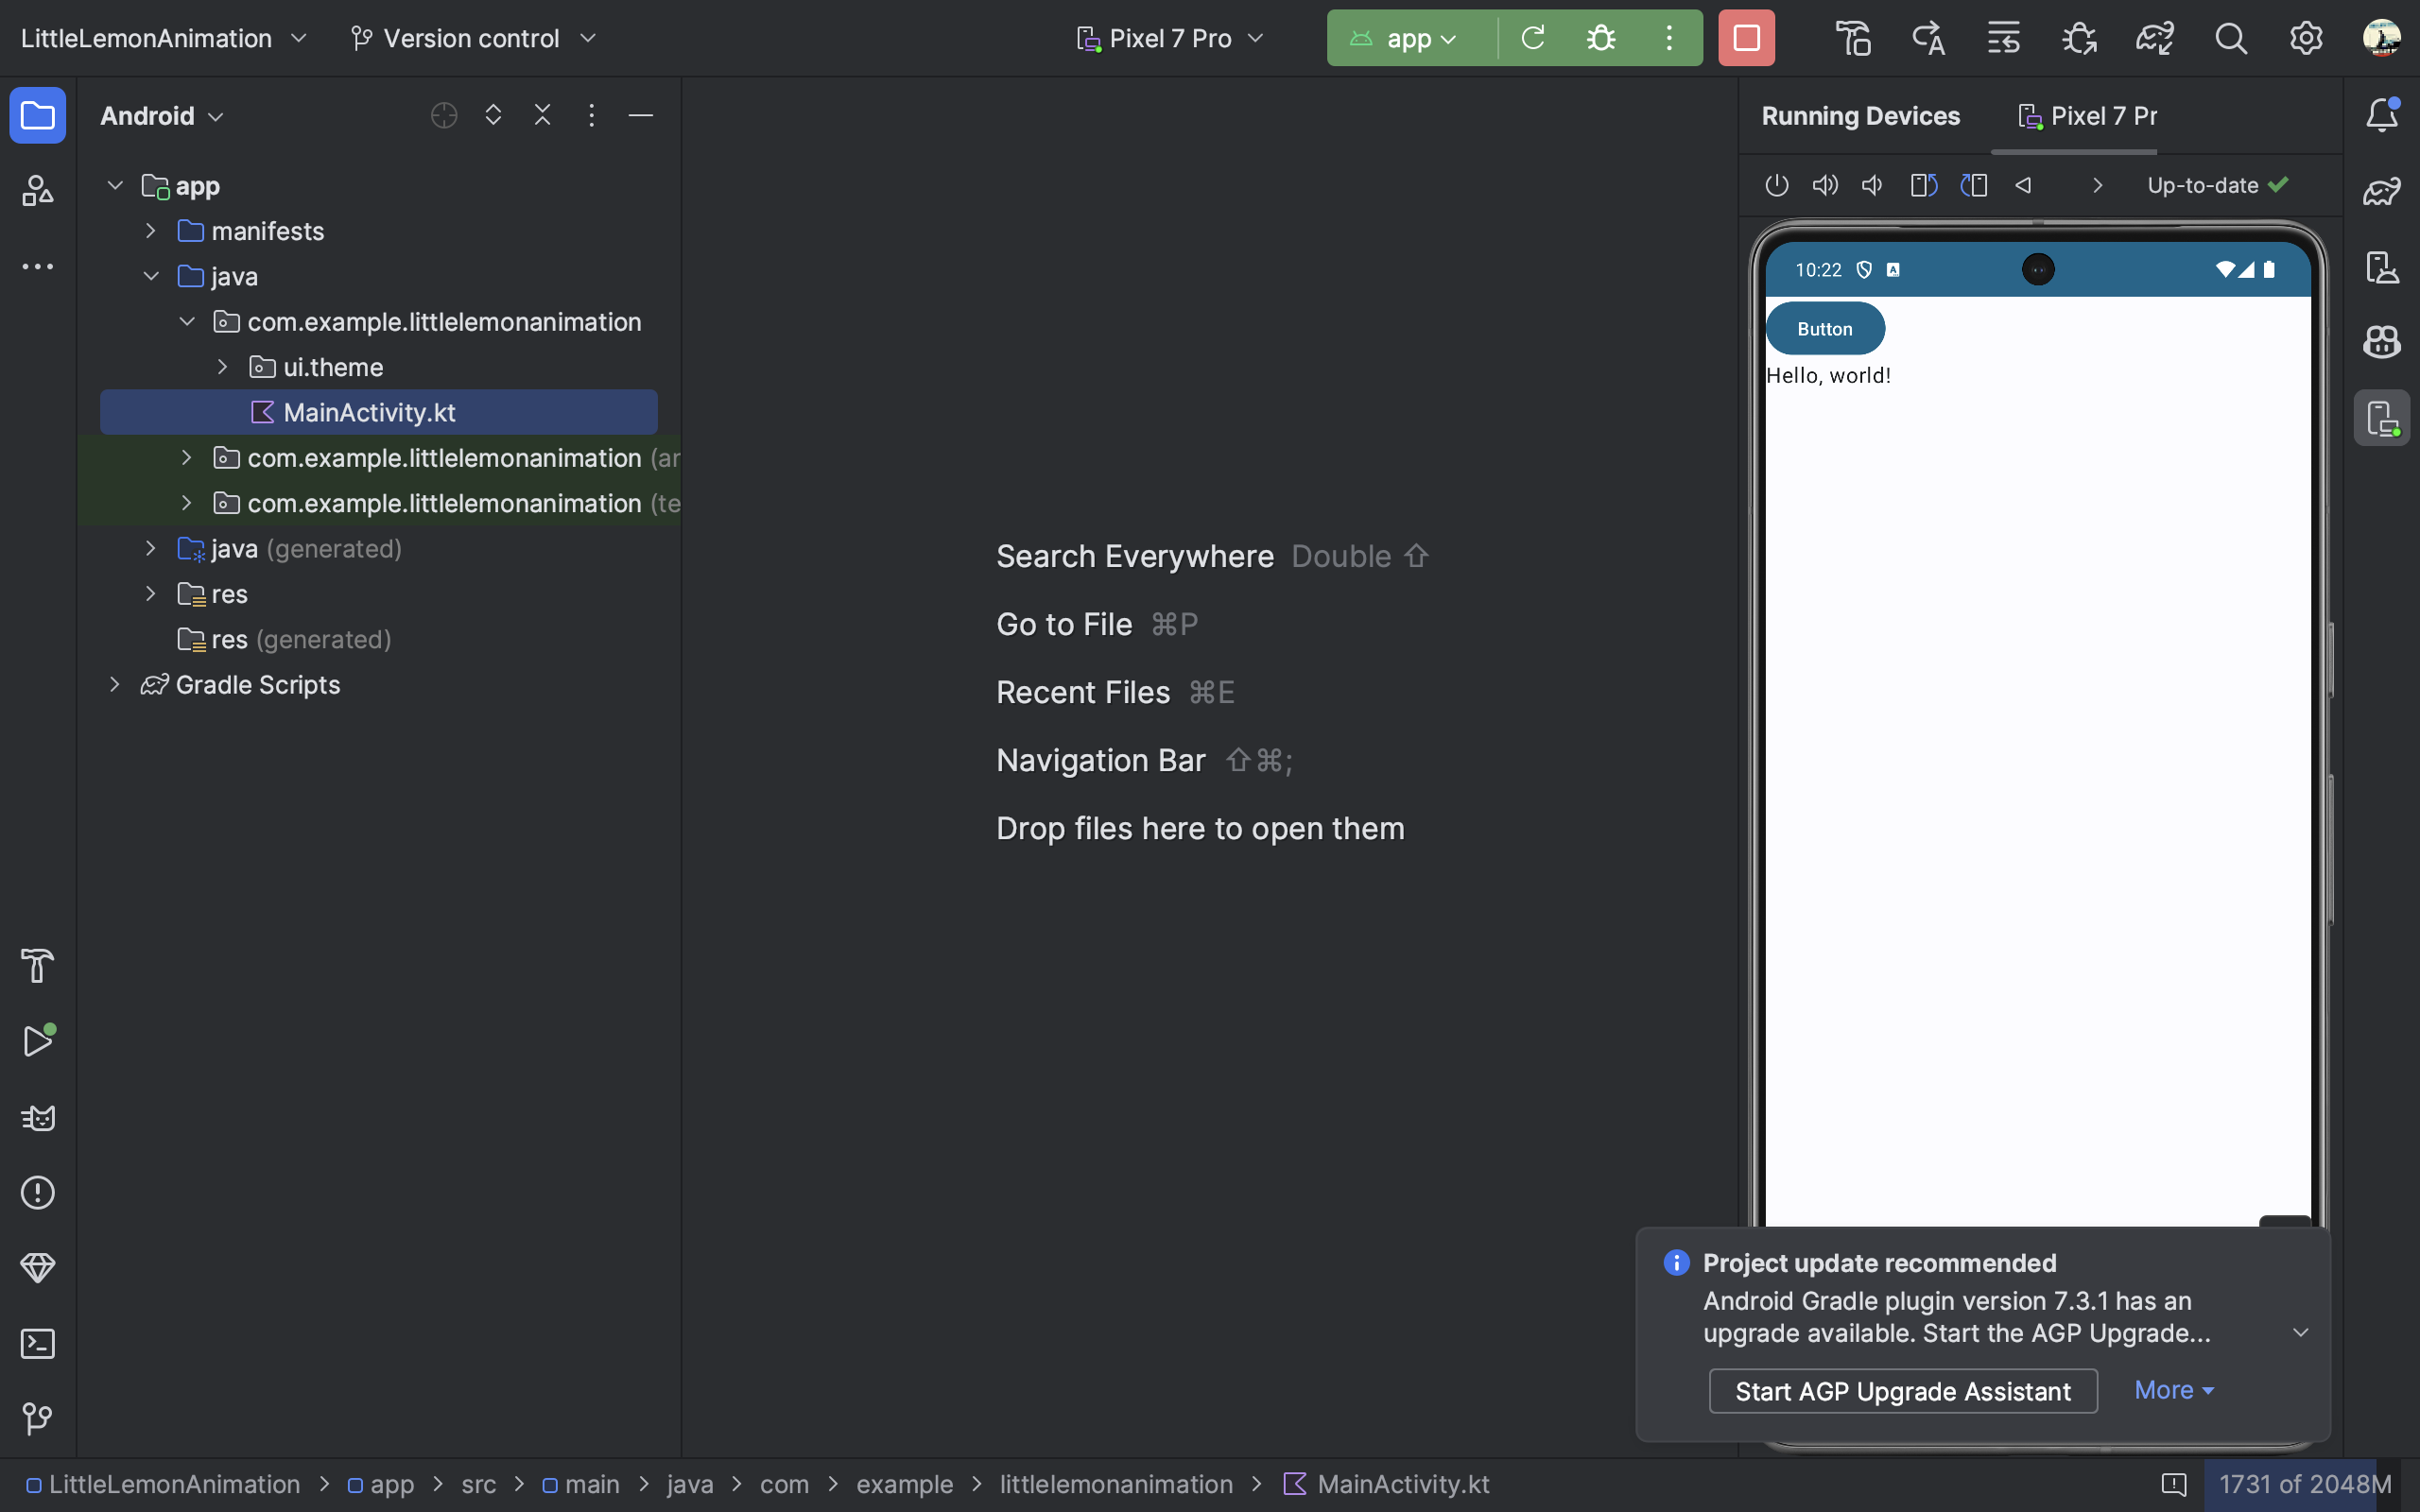 LittleLemonAnimation
Version control
Pixel 7 Pro
app
Android
app
manifests
java
com.example.littlelemonanimation
ui.theme
MainActivity.kt
com.example.littlelemonanimation (ar
com.example.littlelemonanimation (te
java (generated)
res
res (generated)
Gradle Scripts
Search Everywhere Double ⇧
Go to File ⌘P
Recent Files ⌘E
Navigation Bar ⇧⌘;
Drop files here to open them
Running Devices
Pixel 7 Pr
Up-to-date
10:22
Button
Hello, world!
Project update recommended
Android Gradle plugin version 7.3.1 has an
upgrade available. Start the AGP Upgrade...
Start AGP Upgrade Assistant
More
LittleLemonAnimation > app > src > main > java > com > example > littlelemonanimation > MainActivity.kt
1731 of 2048M